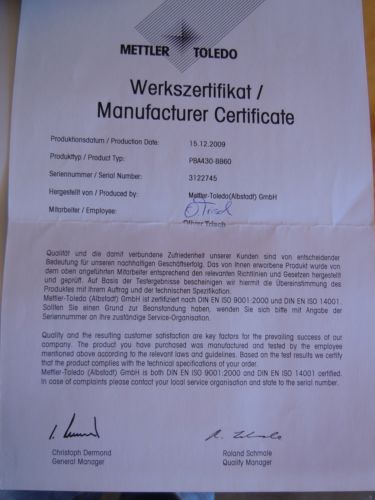 METTLER TOLEDO
Werkszertifikat /
Manufacturer Certificate
Produktionsdatum / Production Date: 15.12.2009
Produkttyp / Product Typ: PBA430-BB60
Seriennummer / Serial Number: 3122745
Hergestellt von / Produced by: Mettler-Toledo(Albstadt) GmbH
Mitarbeiter / Employee: O. Trisch
Oliver Trisch
Qualität und die damit verbundene Zufriedenheit unserer Kunden sind von entscheidender
Bedeutung für unseren nachhaltigen Geschäftserfolg. Das von Ihnen erworbene Produkt wurde von
dem oben angeführten Mitarbeiter entsprechend den relevanten Richtlinien und Gesetzen hergestellt
und geprüft. Auf Basis der Testergebnisse bescheinigen wir hiermit die Übereinstimmung des
Produktes mit Ihrem Auftrag und der technischen Spezifikation.
Mettler-Toledo (Albstadt) GmbH ist zertifiziert nach DIN EN ISO 9001:2000 und DIN EN ISO 14001.
Sollten Sie einen Grund zur Beanstandung haben, wenden Sie sich bitte mit Angabe der
Seriennummer an Ihre zuständige Service-Organisation.
Quality and the resulting customer satisfaction are key factors for the prevailing success of our
company. The product you have purchased was manufactured and tested by the employee
mentioned above according to the relevant laws and guidelines. Based on the test results we certify
that the product complies with the technical specifications of your order.
Mettler-Toledo (Albstadt) GmbH is both DIN EN ISO 9001:2000 and DIN EN ISO 14001 certified.
In case of complaints please contact your local service organisation and state to the serial number.
Christoph Dermond
General Manager
Roland Schmale
Quality Manager